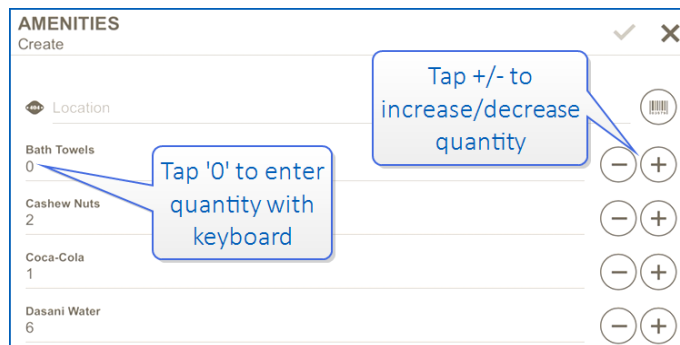 AMENITIES
Create
Location
Tap +/- to
increase/decrease
quantity
Bath Towels
0
Tap '0' to enter
quantity with
keyboard
Cashew Nuts
2
Coca-Cola
1
Dasani Water
6